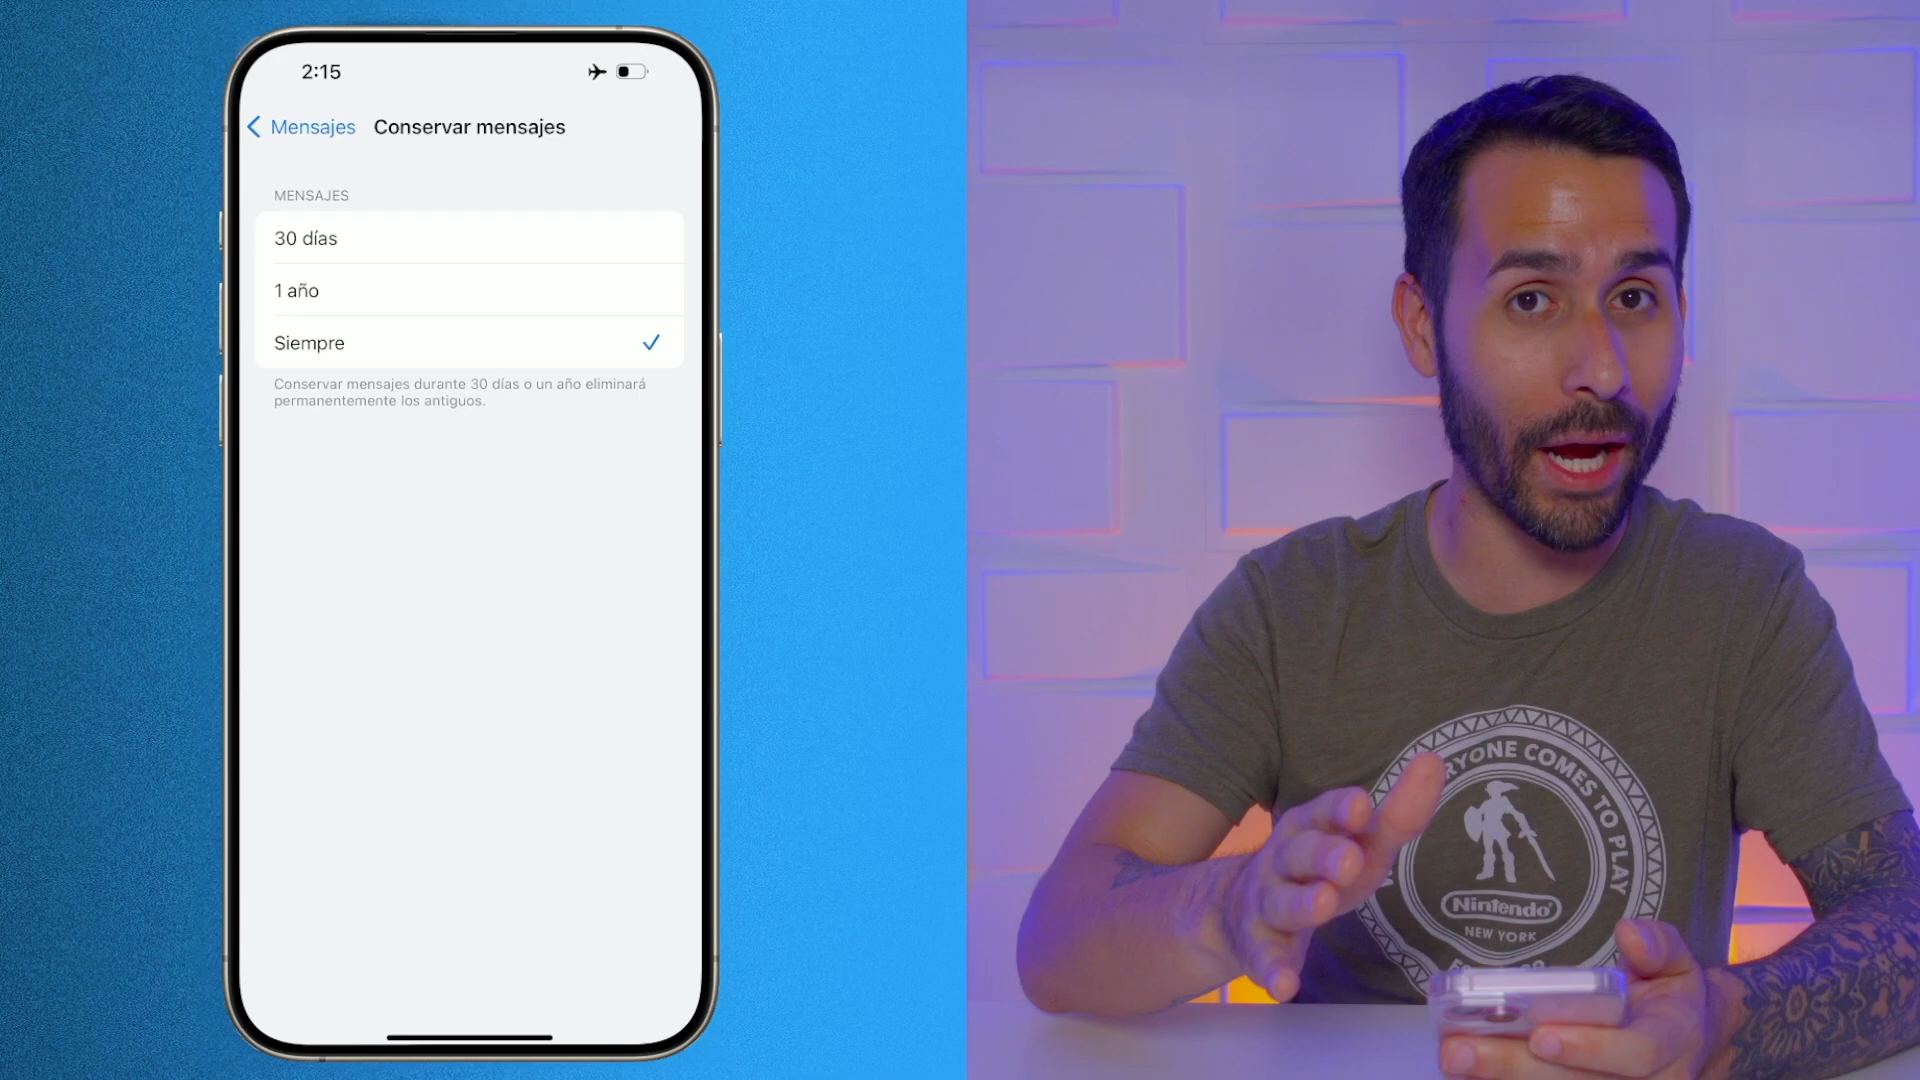 2:15
Mensajes Conservar mensajes
MENSAJES
30 días
1 año
Siempre
Conservar mensajes durante 30 días o un año eliminará
permanentemente los antiguos.
COMES TO PLAY
Nintendo
NEW YORK